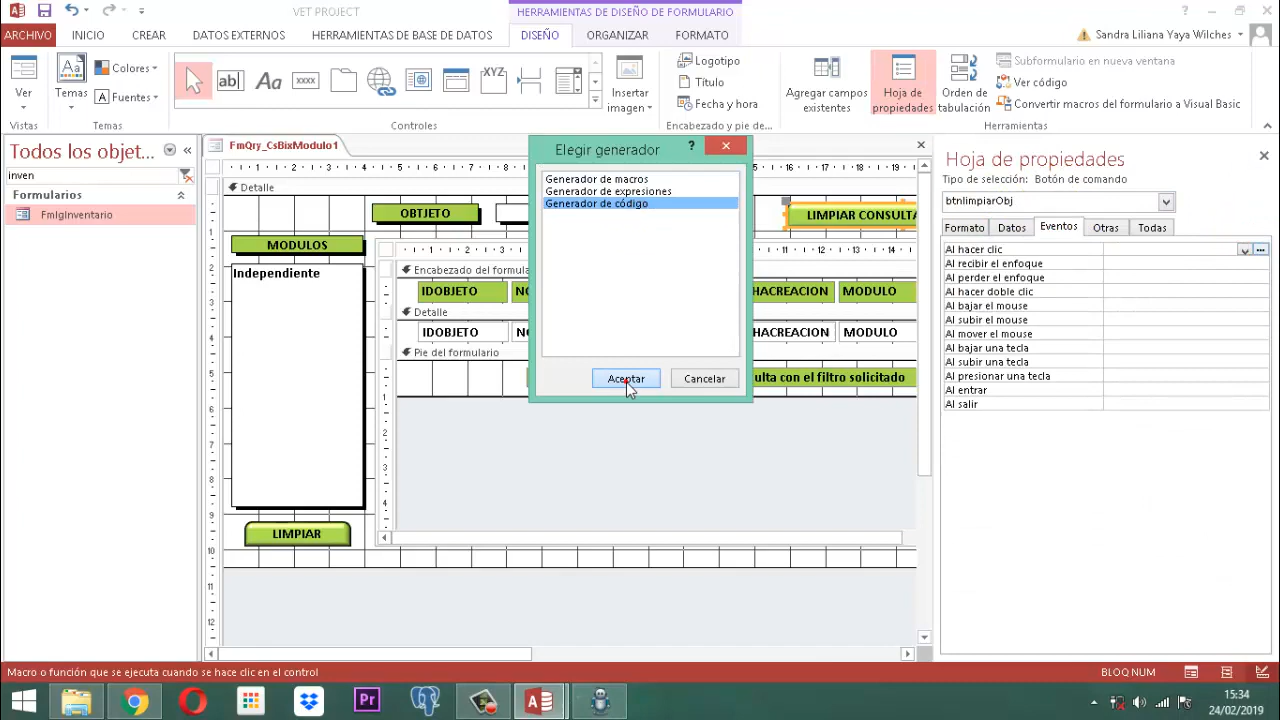 VET PROJECT
HERRAMIENTAS DE DISEÑO DE FORMULARIO
?
ARCHIVO INICIO CREAR DATOS EXTERNOS HERRAMIENTAS DE BASE DE DATOS DISEÑO ORGANIZAR FORMATO
Sandra Liliana Yaya Wilches
Ver
Temas
Colores
Fuentes
ab|
Aa
xxxx
XYZ
Insertar
imagen
Logotipo
Título
Fecha y hora
Agregar campos
existentes
Hoja de
propiedades
Orden de
tabulación
Subformulario en nueva ventana
Ver código
Convertir macros del formulario a Visual Basic
Vistas Temas Controles Encabezado y pie de... Herramientas
Todos los objet...
inven
Formularios
FmIgInventario
FmQry_CsBixModulo1
Detalle
OBTJETO
LIMPIAR CONSULTA
MODULOS
Independiente
LIMPIAR
Encabezado del formula
IDOBJETO
HACREACION MODULO
Detalle
IDOBJETO
HACREACION MODULO
Pie del formulario
ulta con el filtro solicitado
Elegir generador
?
Generador de macros
Generador de expresiones
Generador de código
Aceptar Cancelar
Hoja de propiedades
Tipo de selección: Botón de comando
btnlimpiarObj
Formato Datos Eventos Otras Todas
Al hacer clic
Al recibir el enfoque
Al perder el enfoque
Al hacer doble clic
Al bajar el mouse
Al subir el mouse
Al mover el mouse
Al bajar una tecla
Al subir una tecla
Al presionar una tecla
Al entrar
Al salir
Macro o función que se ejecuta cuando se hace clic en el control
BLOQ NUM
Pr
15:34
24/02/2019